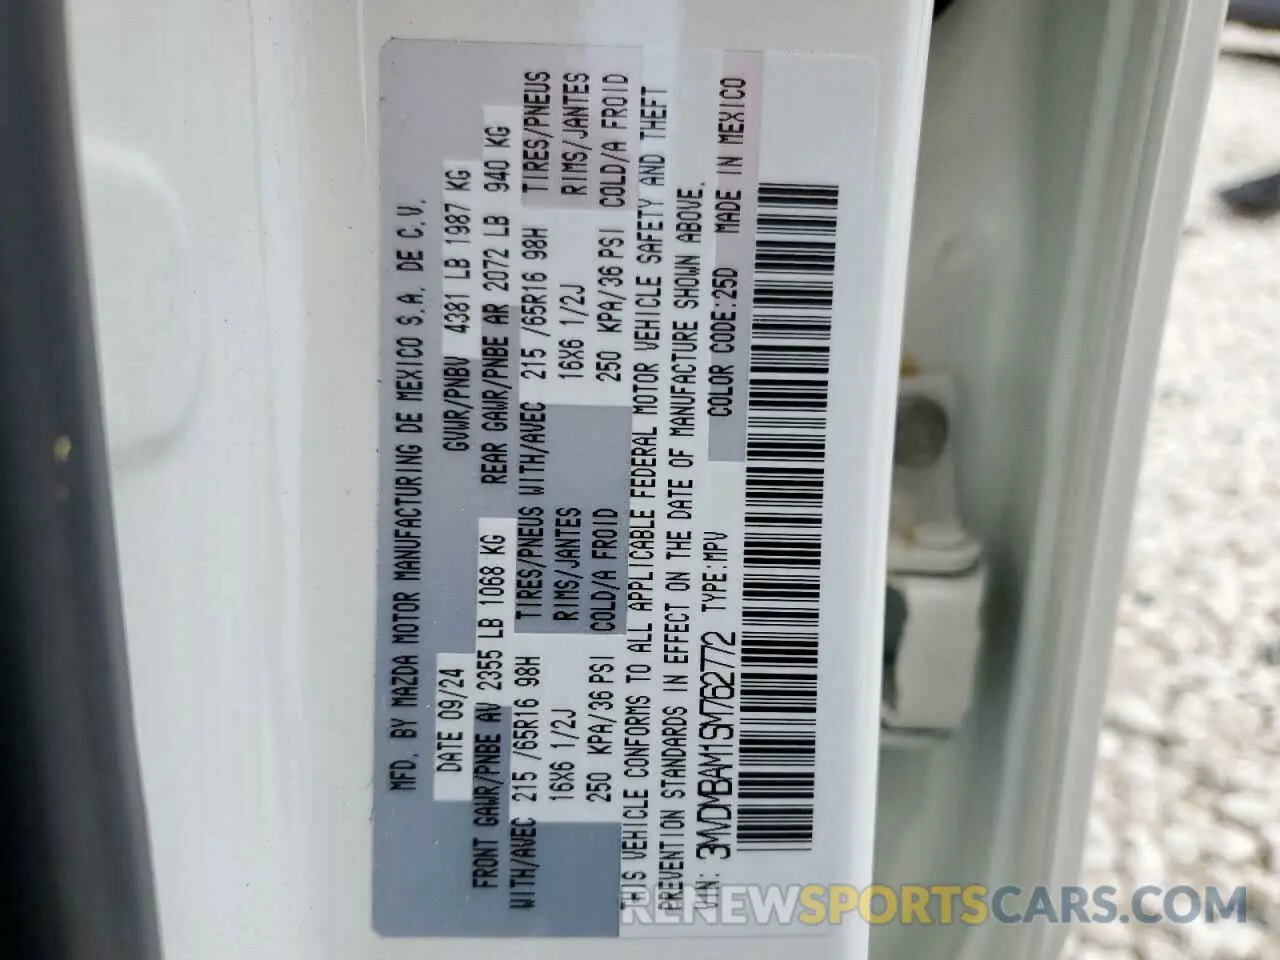 MFD. BY MAZDA MOTOR MANUFACTURING DE MEXICO S.A. DE C.V.
DATE 09/24 GVWR/PNBV 4381 LB 1987 KG
FRONT GAWR/PNBE AV 2355 LB 1068 KG REAR GAWR/PNBE AR 2072 LB 940 KG
WITH/AVEC 215 /65R16 98H TIRES/PNEUS WITH/AVEC 215 /65R16 98H TIRES/PNEUS
16X6 1/2J RIMS/JANTES 16X6 1/2J RIMS/JANTES
250 KPA/36 PSI COLD/A FROID 250 KPA/36 PSI COLD/A FROID
THIS VEHICLE CONFORMS TO ALL APPLICABLE FEDERAL MOTOR VEHICLE SAFETY AND THEFT
PREVENTION STANDARDS IN EFFECT ON THE DATE OF MANUFACTURE SHOWN ABOVE.
VIN: 3MVDMBAM1SM762772 TYPE:MPV COLOR CODE:25D MADE IN MEXICO
RENEWSPORTSCARS.COM